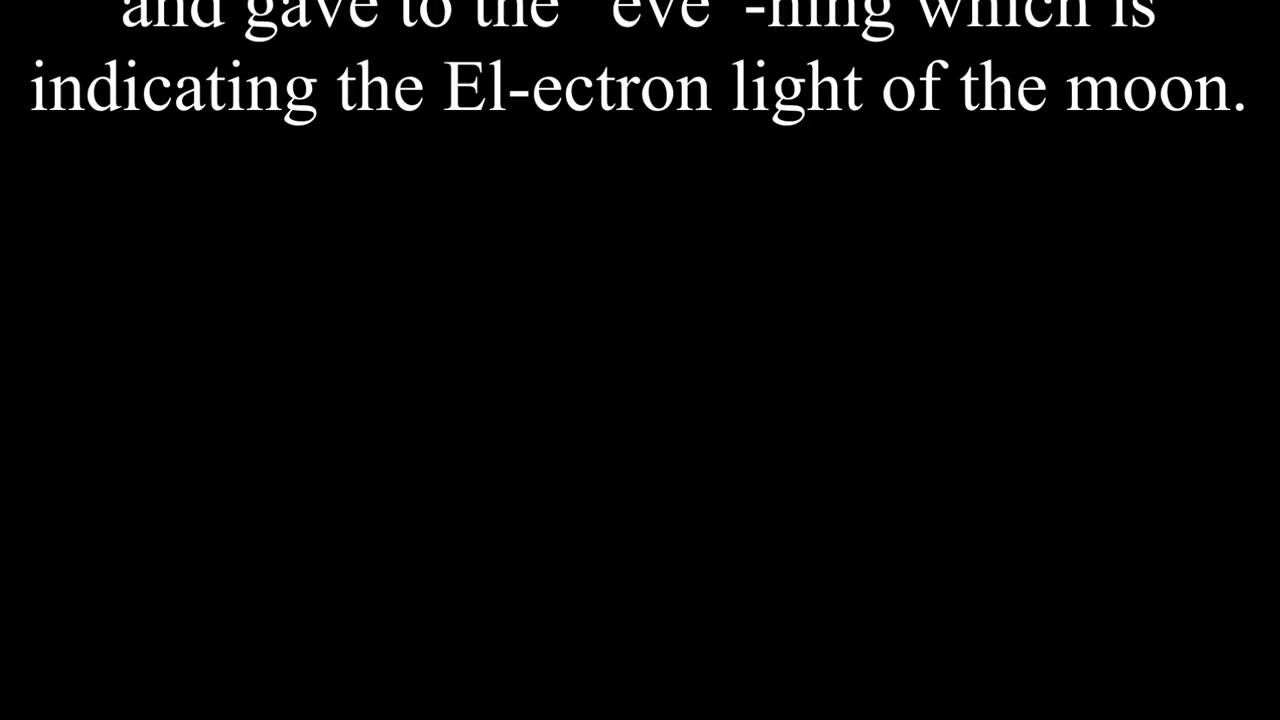 and gave to the "eve"-ning which is
indicating the El-ectron light of the moon.